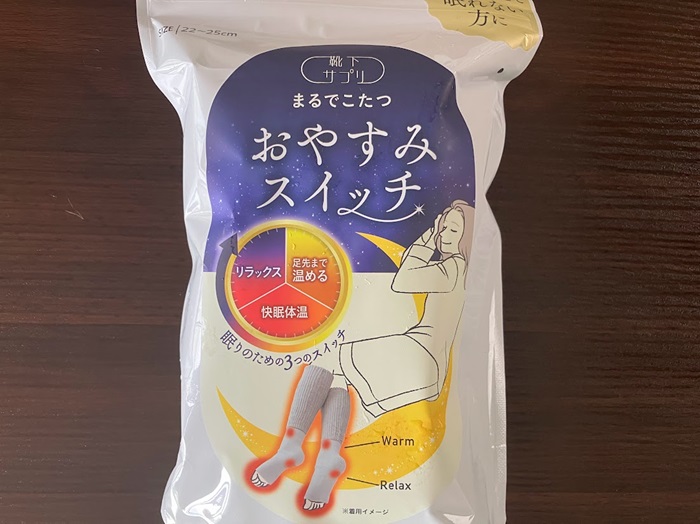 SIZE / 22~25cm
眠れない
方に
靴下
サプリ
まるでこたつ
おやすみ
スイッチ
リラックス
足先まで
温める
快眠体温
眠りのための3つのスイッチ
Warm
Relax
※着用イメージ